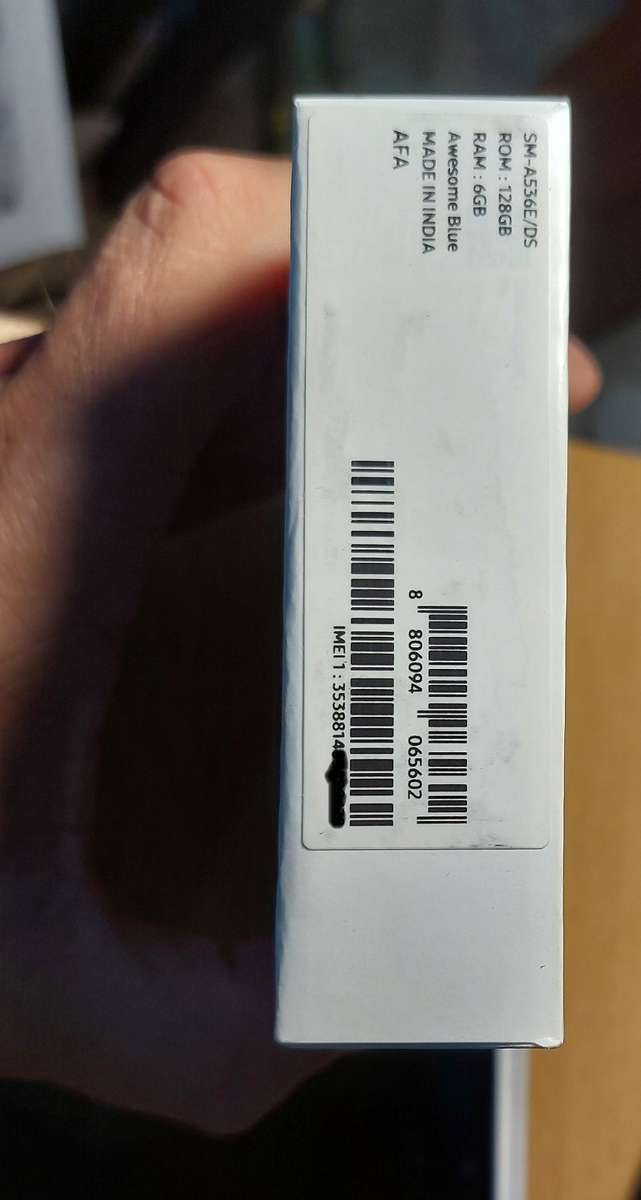 SM-A536E/DS
ROM : 128GB
RAM : 6GB
Awesome Blue
MADE IN INDIA
AFA
8 806094 065602
IMEI 1 : 3538814